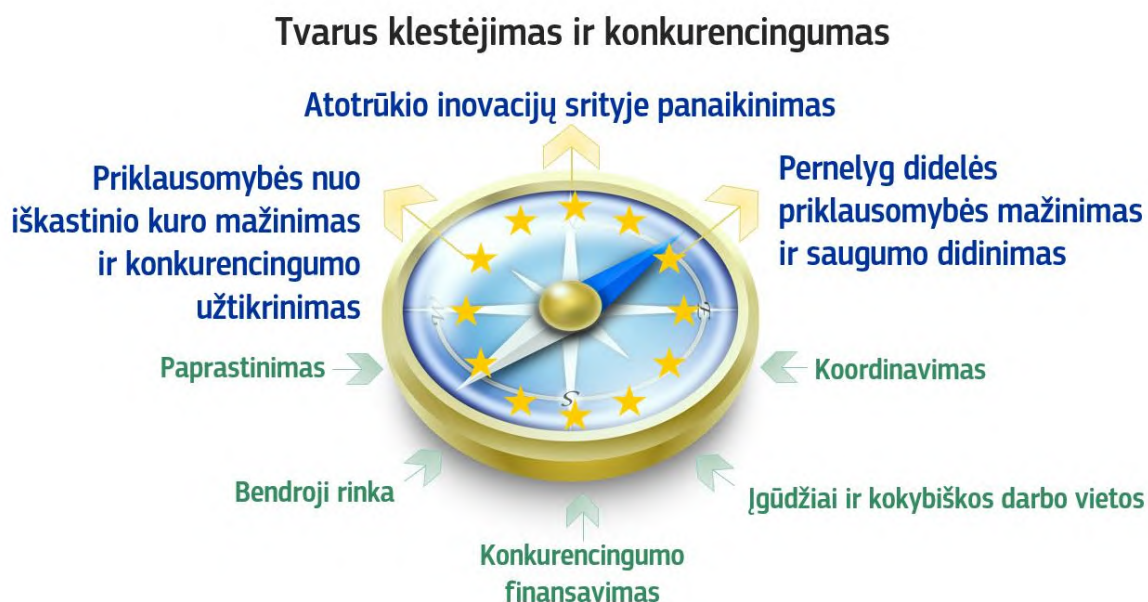 Tvarus klestėjimas ir konkurencingumas
Atotrūkio inovacijų srityje panaikinimas
Priklausomybės nuo
iškastinio kuro mažinimas
ir konkurencingumo
užtikrinimas
Pernelyg didelės
priklausomybės mažinimas
ir saugumo didinimas
Paprastinimas
Koordinavimas
Bendroji rinka
Įgūdžiai ir kokybiškos darbo vietos
Konkurencingumo
finansavimas
W
E
S